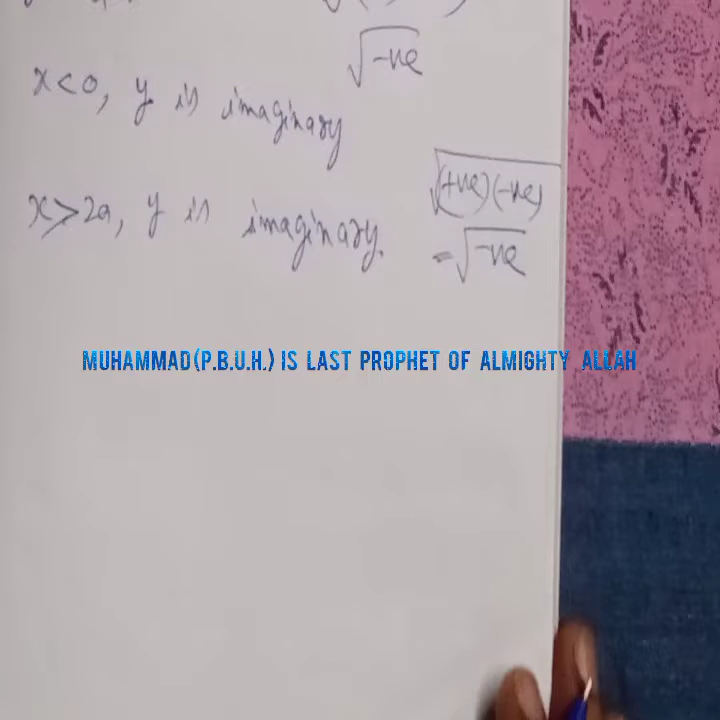 √-ve
x<0, y is imaginary
x>2a, y is imaginary. √(+ve)(-ve)
= √-ve
MUHAMMAD(P.B.U.H.) IS LAST PROPHET OF ALMIGHTY ALLAH